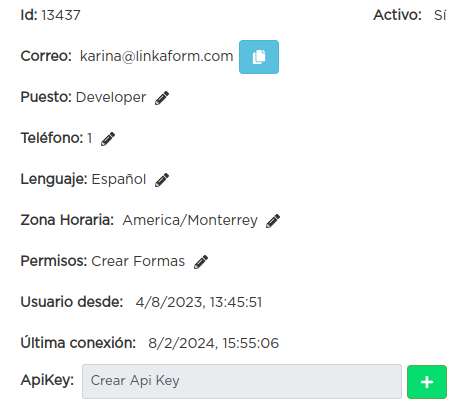 Id: 13437 Activo: Sí
Correo: karina@linkaform.com
Puesto: Developer
Teléfono: 1
Lenguaje: Español
Zona Horaria: America/Monterrey
Permisos: Crear Formas
Usuario desde: 4/8/2023, 13:45:51
Última conexión: 8/2/2024, 15:55:06
ApiKey: Crear Api Key